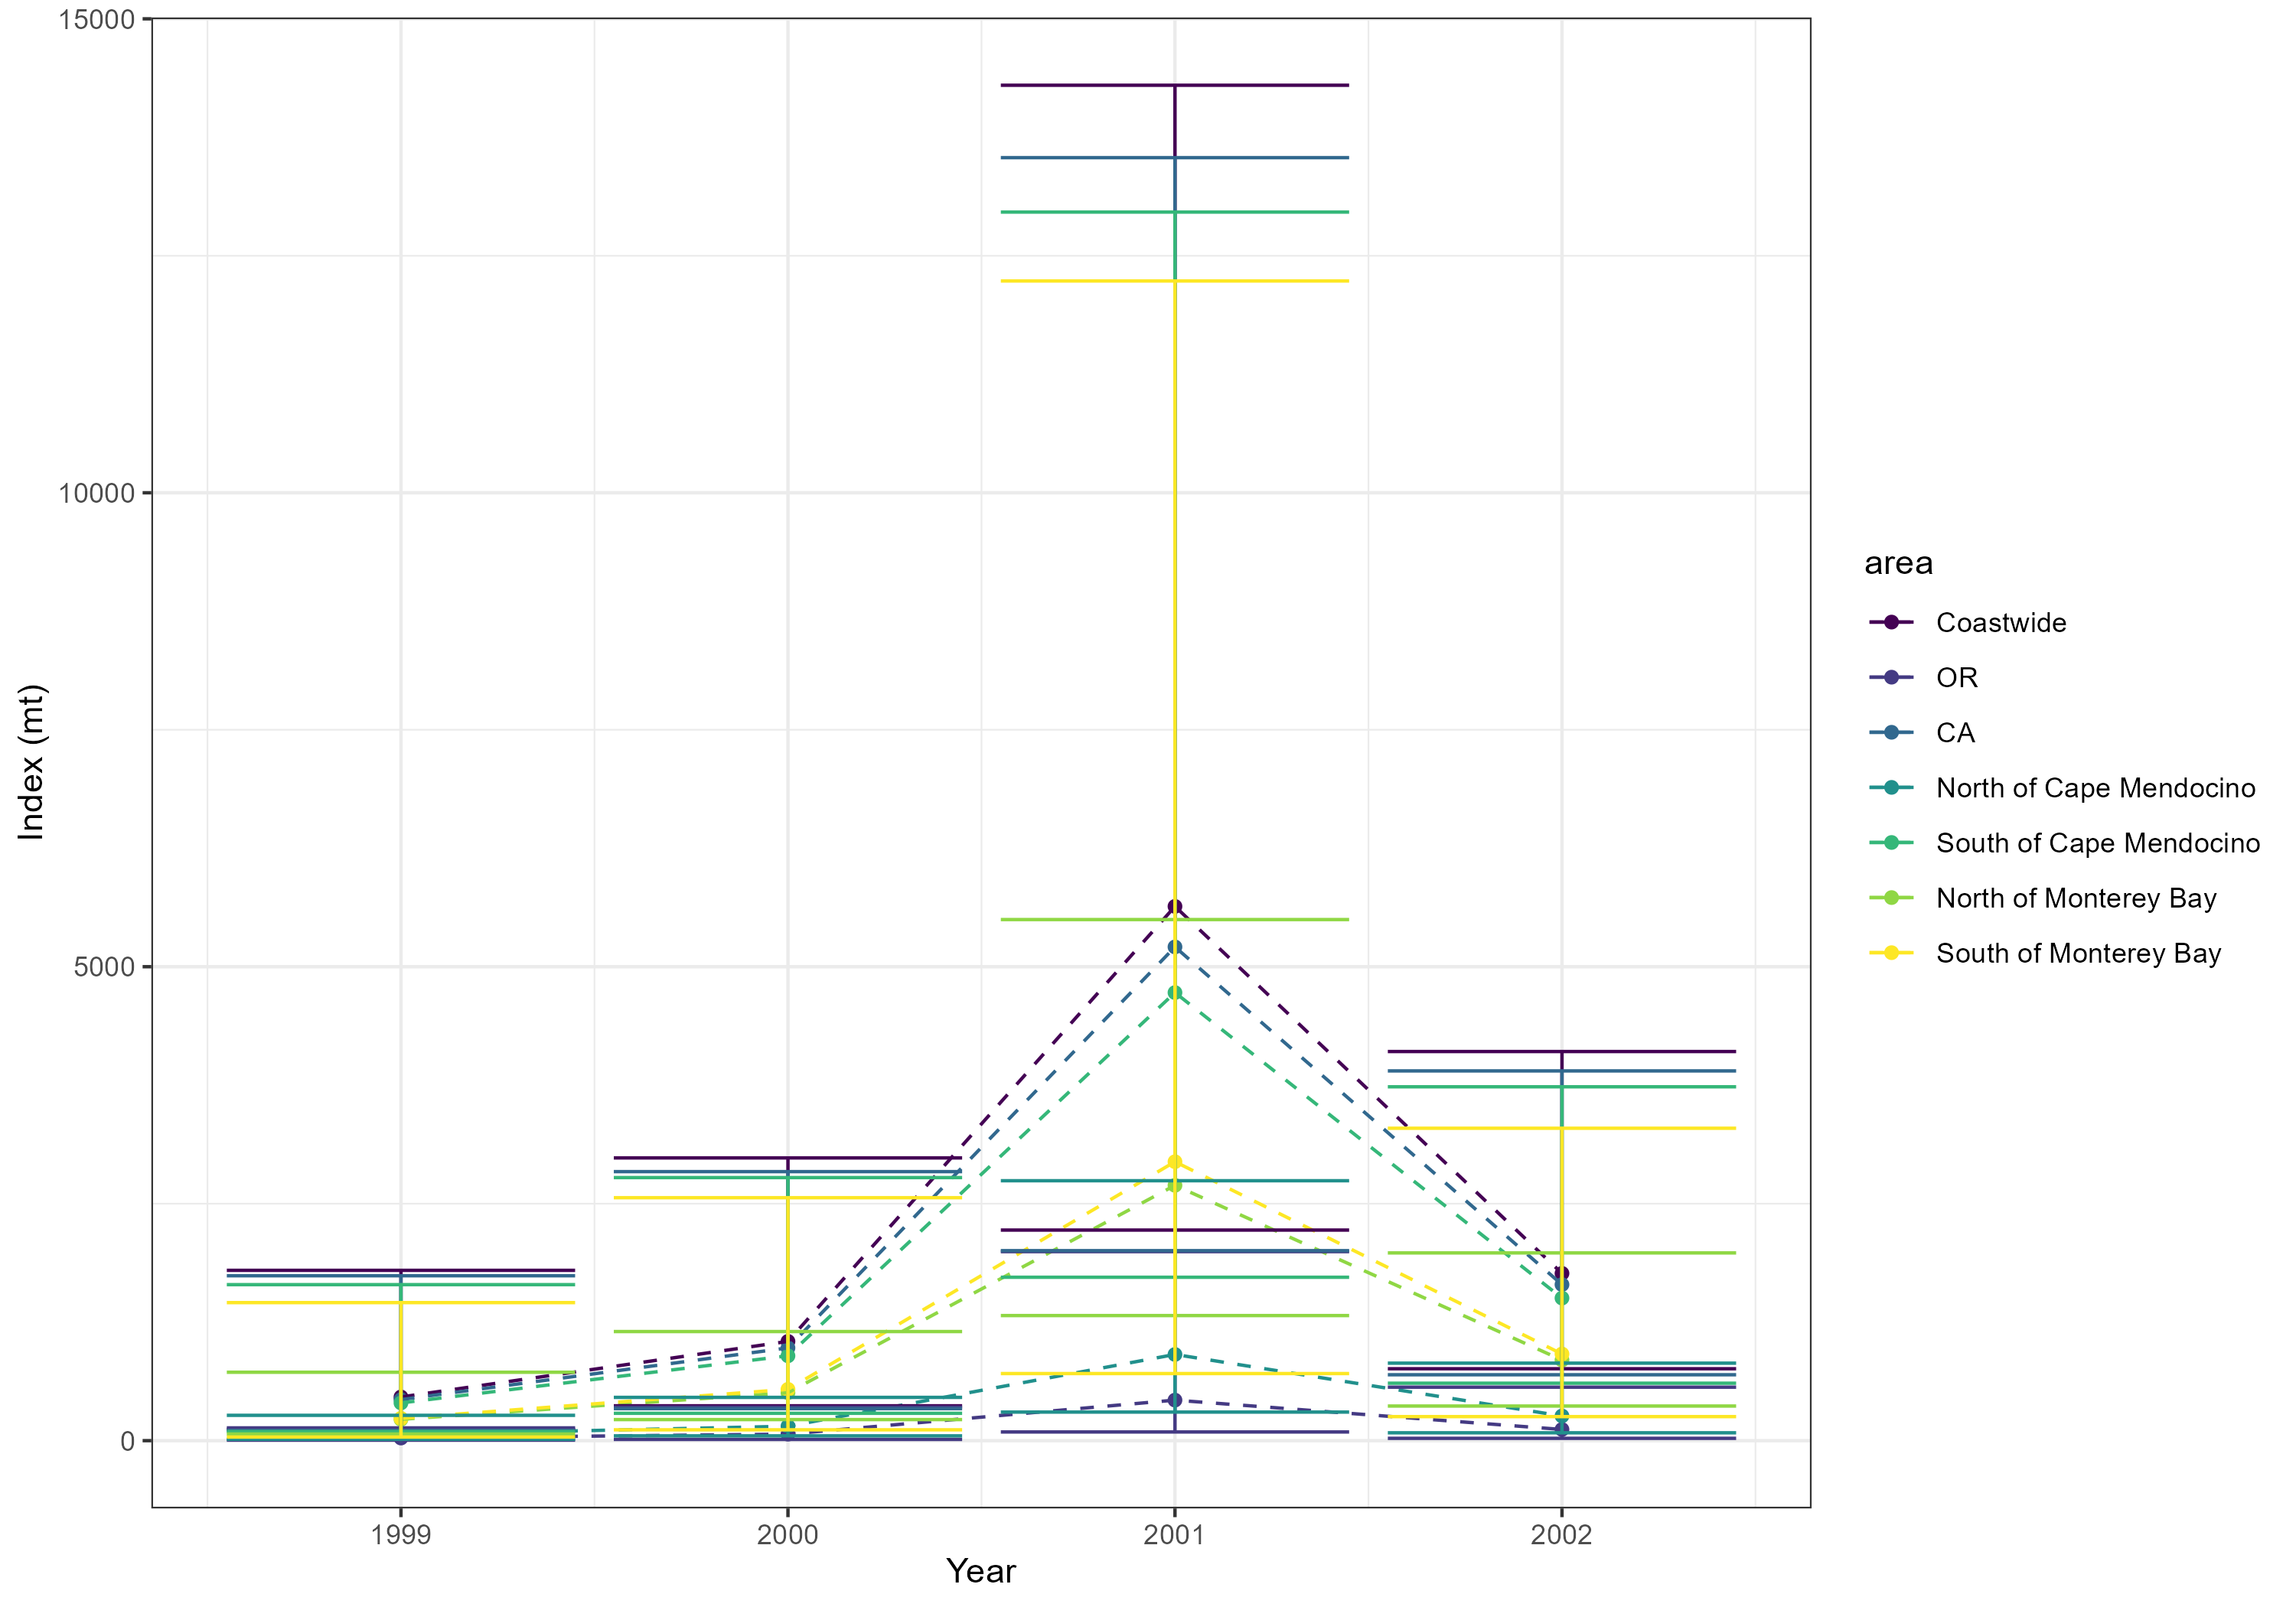 15000
10000
5000
0
Index (mt)
1999 2000 2001 2002
Year
area
Coastwide
OR
CA
North of Cape Mendocino
South of Cape Mendocino
North of Monterey Bay
South of Monterey Bay